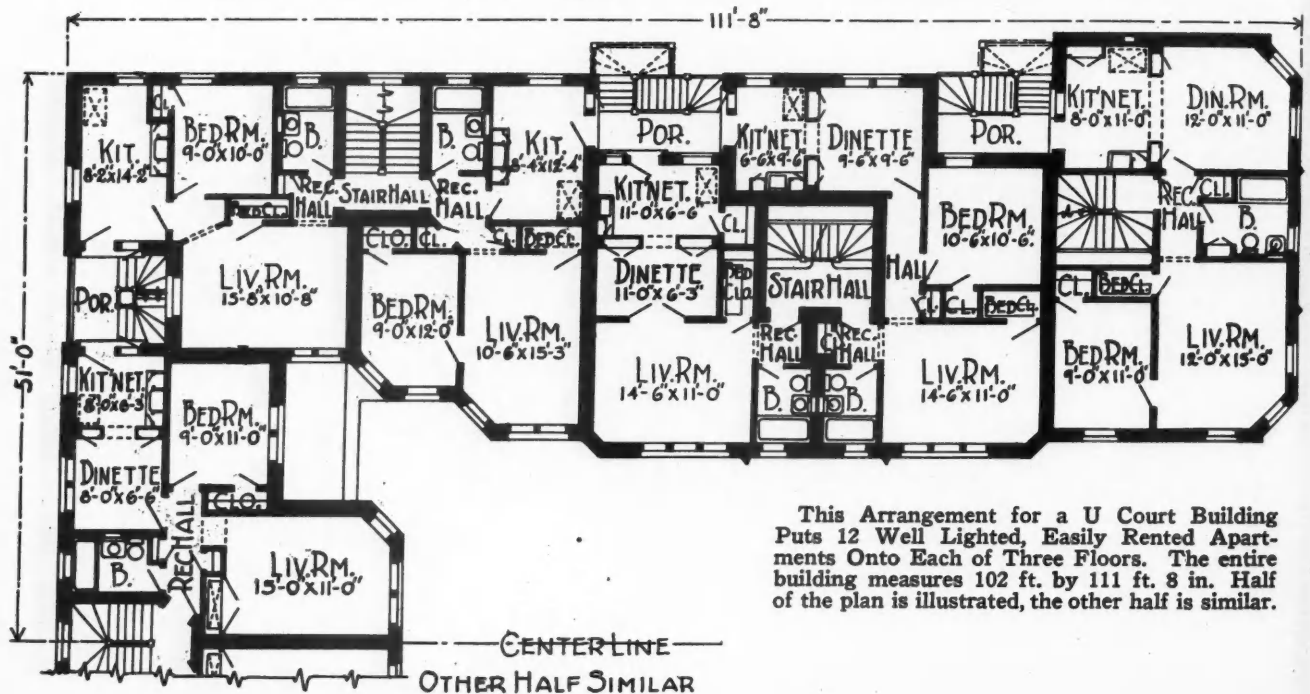 111'-8"
51'-0"
KIT.
8'-2"X14'-2"
CL.
BED RM.
9'-0"X10'-0"
B.
REC.
HALL
STAIR HALL
B.
REC.
HALL
KIT.
8'-4"X12'-4"
POR.
KIT'NET.
6'-6"X9'-6"
DINETTE
9'-6"X9'-6"
POR.
KIT'NET.
8'-0"X11'-0"
DIN. RM.
12'-0"X11'-0"
BED CL.
LIV. RM.
15'-8"X10'-8"
POR.
CLO.
CL.
CL.
BED CL.
BED RM.
9'-0"X12'-0"
LIV. RM.
10'-6"X15'-3"
KIT'NET.
11'-0"X6'-6"
CL.
DINETTE
11'-0"X6'-3"
BED
CLO.
LIV. RM.
14'-6"X11'-0"
STAIR HALL
REC.
HALL
CL.
REC.
HALL
B.
B.
HALL
BED RM.
10'-6"X10'-6"
CL.
CL.
BED CL.
LIV. RM.
14'-6"X11'-0"
REC.
HALL
CL.
B.
CL.
BED CL.
BED RM.
9'-0"X11'-0"
LIV. RM.
12'-0"X15'-0"
KIT'NET.
8'-0"X6'-3"
BED RM.
9'-0"X11'-0"
DINETTE
8'-0"X6'-6"
CLO.
REC. HALL
B.
LIV. RM.
15'-0"X11'-0"
CENTER LINE
OTHER HALF SIMILAR
This Arrangement for a U Court Building
Puts 12 Well Lighted, Easily Rented Apart-
ments Onto Each of Three Floors. The entire
building measures 102 ft. by 111 ft. 8 in. Half
of the plan is illustrated, the other half is similar.